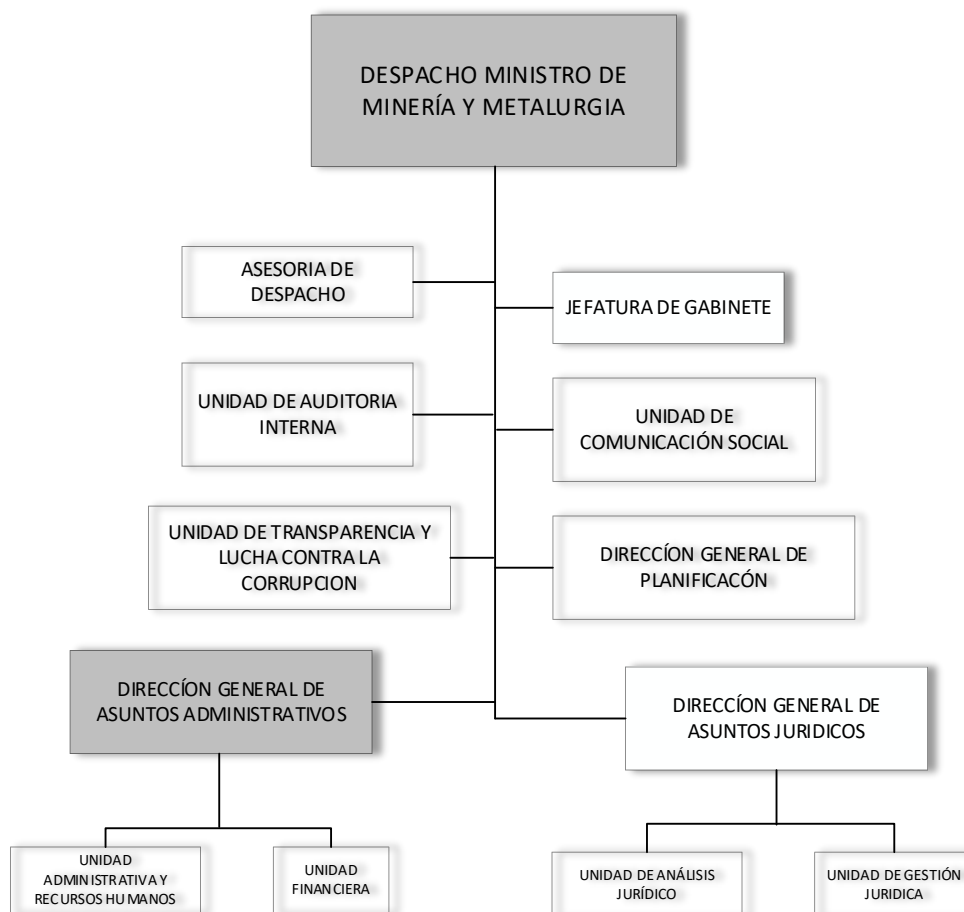 DESPACHO MINISTRO DE
MINERÍA Y METALURGIA
ASESORIA DE
DESPACHO
JEFATURA DE GABINETE
UNIDAD DE AUDITORIA
INTERNA
UNIDAD DE
COMUNICACIÓN SOCIAL
UNIDAD DE TRANSPARENCIA Y
LUCHA CONTRA LA
CORRUPCION
DIRECCÍON GENERAL DE
PLANIFICACÓN
DIRECCÍON GENERAL DE
ASUNTOS ADMINISTRATIVOS
DIRECCÍON GENERAL DE
ASUNTOS JURIDICOS
UNIDAD
ADMINISTRATIVA Y
RECURSOS HUMANOS
UNIDAD
FINANCIERA
UNIDAD DE ANÁLISIS
JURÍDICO
UNIDAD DE GESTIÓN
JURIDICA